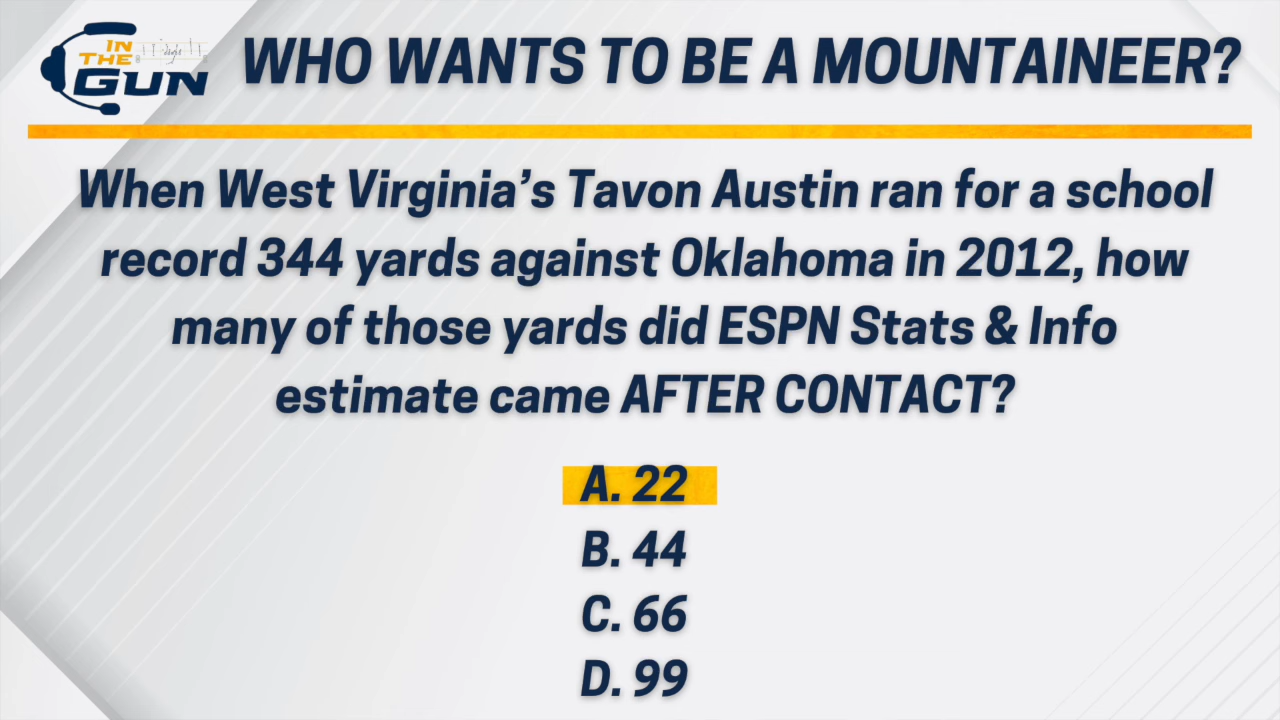 IN
THE
GUN
WHO WANTS TO BE A MOUNTAINEER?
When West Virginia’s Tavon Austin ran for a school
record 344 yards against Oklahoma in 2012, how
many of those yards did ESPN Stats & Info
estimate came AFTER CONTACT?
A. 22
B. 44
C. 66
D. 99